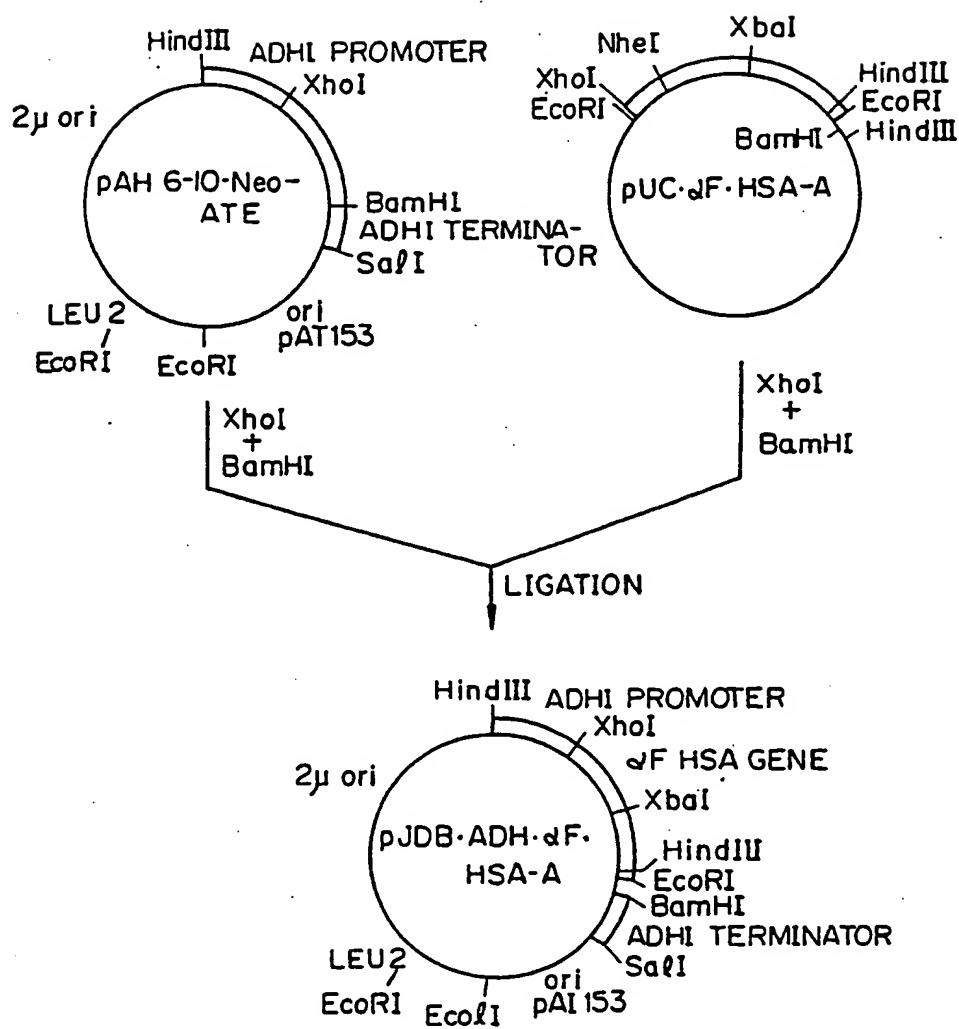 HindIII
ADHI PROMOTER
XhoI
2μ ori
pAH 6-10-Neo-
ATE
BamHI
ADHI TERMINA-
TOR
SalI
LEU2
EcoRI
EcoRI
ori
pAT153
XhoI
+
BamHI
XbaI
NheI
XhoI
EcoRI
HindIII
EcoRI
BamHI
HindIII
pUC·αF·HSA-A
XhoI
+
BamHI
LIGATION
HindIII
ADHI PROMOTER
XhoI
αF HSA GENE
2μ ori
XbaI
pJDB·ADH·αF·
HSA-A
HindIII
EcoRI
BamHI
ADHI TERMINATOR
SalI
LEU2
EcoRI
EcolI
ori
pAI153